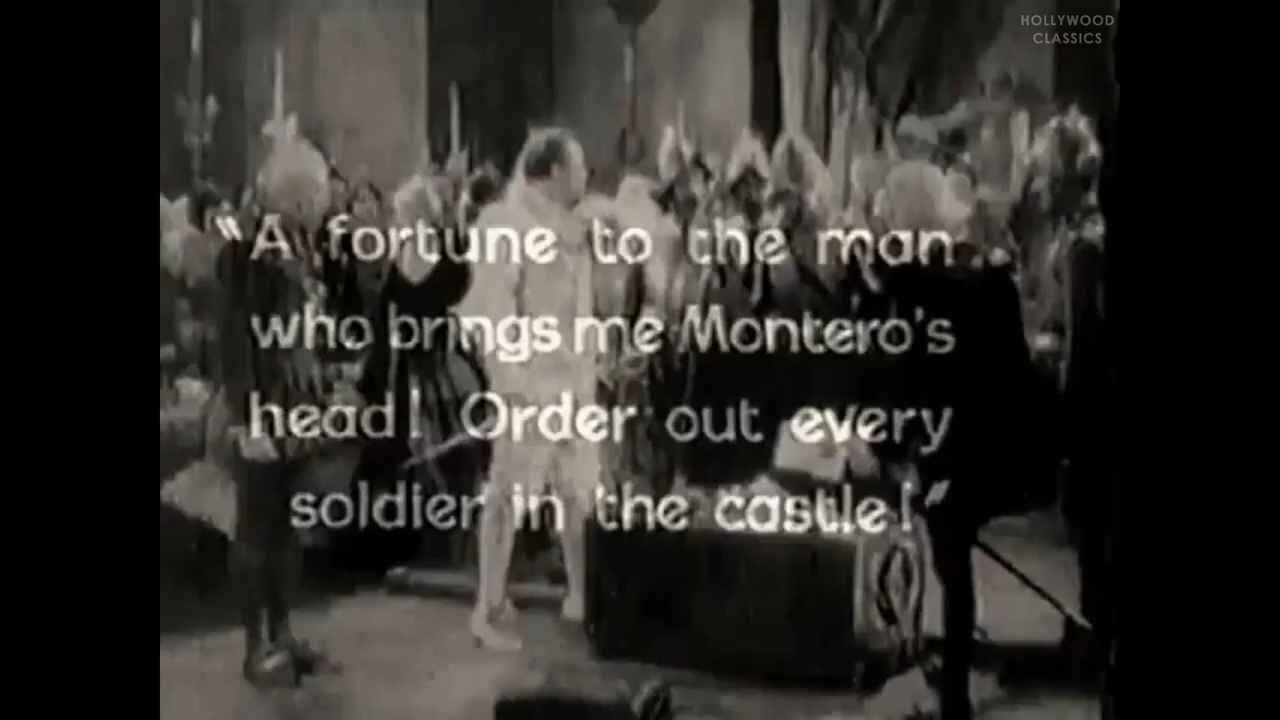 HOLLYWOOD
CLASSICS
"A fortune to the man
who brings me Montero's
head! Order out every
soldier in the castle!"